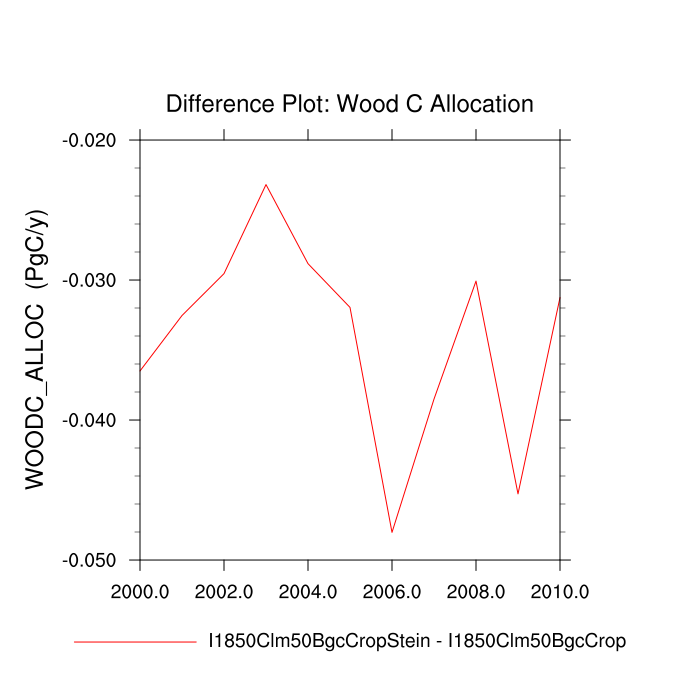 Difference Plot: Wood C Allocation
-0.020
-0.030
-0.040
-0.050
WOODC_ALLOC (PgC/y)
2000.0 2002.0 2004.0 2006.0 2008.0 2010.0
I1850Clm50BgcCropStein - I1850Clm50BgcCrop